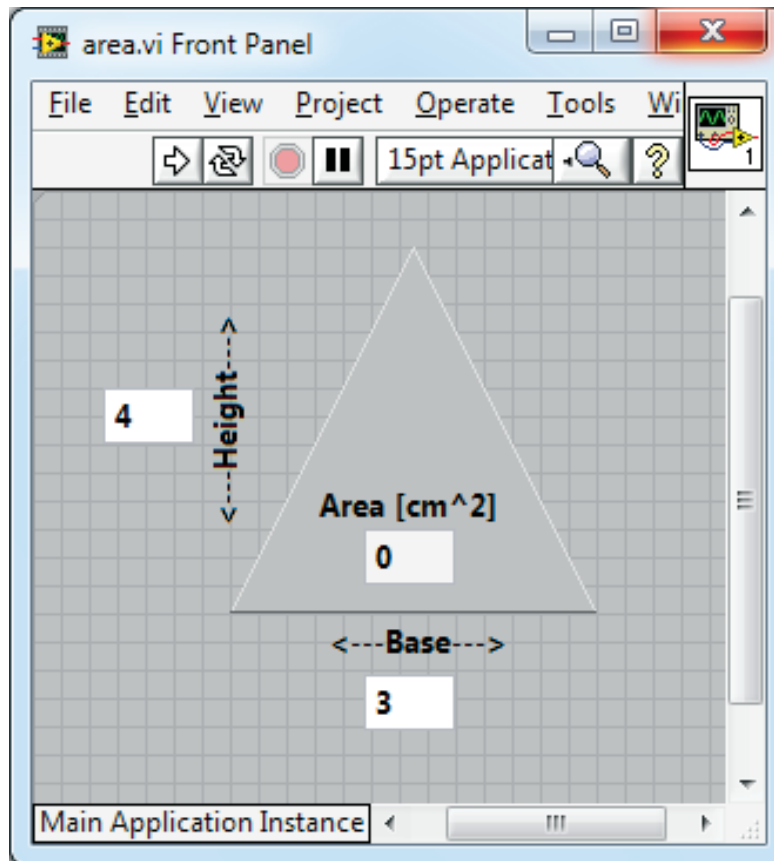 area.vi Front Panel
File Edit View Project Operate Tools Wi
15pt Applicat
?
1
4
<---Height---->
Area [cm^2]
0
<---Base--->
3
Main Application Instance